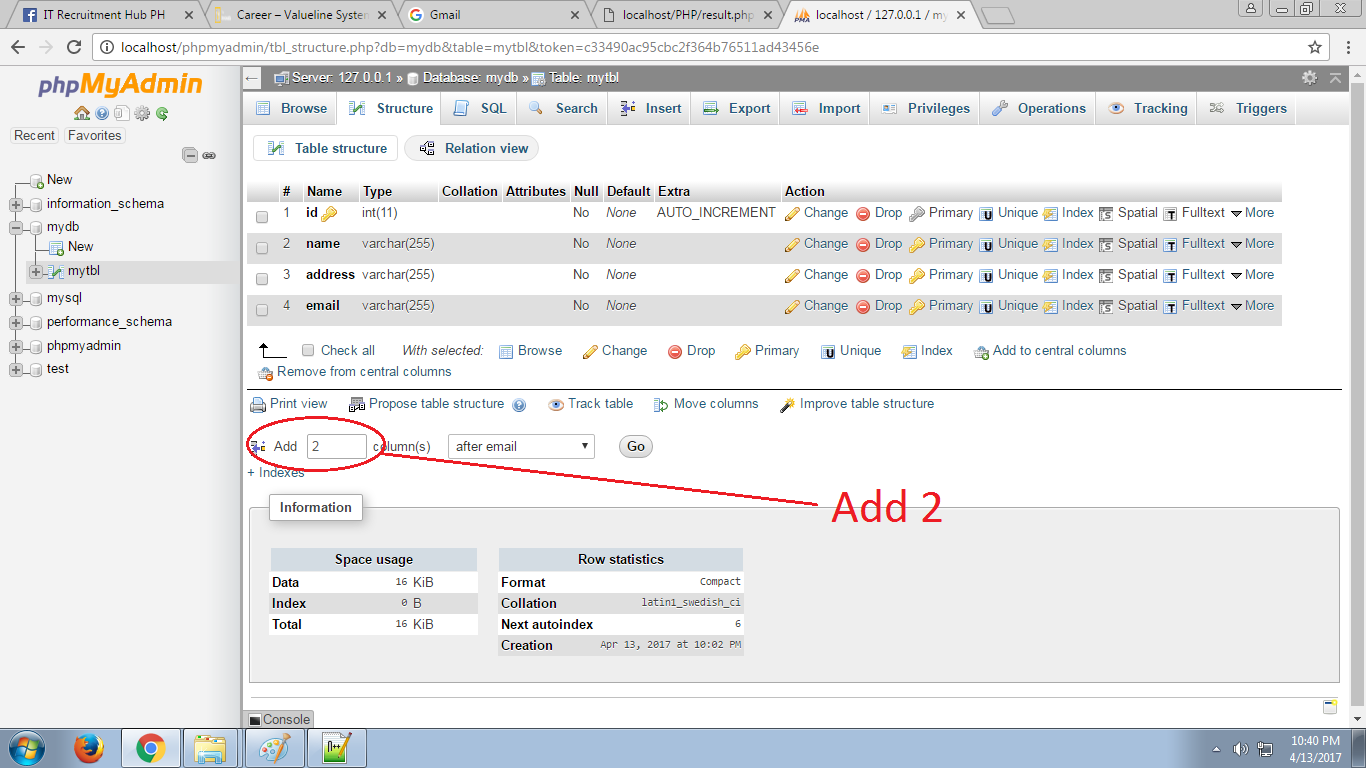 IT Recruitment Hub PH
Career – Valueline System
Gmail
localhost/PHP/result.php
localhost / 127.0.0.1 / my
localhost/phpmyadmin/tbl_structure.php?db=mydb&table=mytbl&token=c33490ac95cbc2f364b76511ad43456e
phpMyAdmin
Recent Favorites
New
information_schema
mydb
New
mytbl
mysql
performance_schema
phpmyadmin
test
Server: 127.0.0.1 » Database: mydb » Table: mytbl
Browse Structure SQL Search Insert Export Import Privileges Operations Tracking Triggers
Table structure Relation view
# Name Type Collation Attributes Null Default Extra Action
1 id int(11) No None AUTO_INCREMENT Change Drop Primary Unique Index Spatial Fulltext More
2 name varchar(255) No None Change Drop Primary Unique Index Spatial Fulltext More
3 address varchar(255) No None Change Drop Primary Unique Index Spatial Fulltext More
4 email varchar(255) No None Change Drop Primary Unique Index Spatial Fulltext More
Check all With selected: Browse Change Drop Primary Unique Index Add to central columns
Remove from central columns
Print view Propose table structure Track table Move columns Improve table structure
Add 2 column(s) after email Go
+ Indexes
Add 2
Information
Space usage
Data 16 KiB
Index 0 B
Total 16 KiB
Row statistics
Format Compact
Collation latin1_swedish_ci
Next autoindex 6
Creation Apr 13, 2017 at 10:02 PM
Console
10:40 PM
4/13/2017